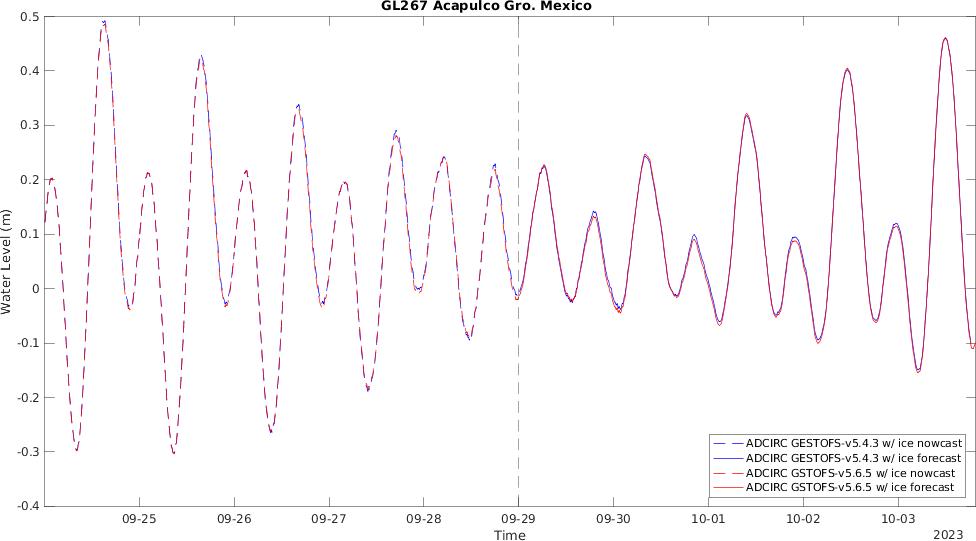 GL267 Acapulco Gro. Mexico
0.5
0.4
0.3
0.2
0.1
0
-0.1
-0.2
-0.3
-0.4
Water Level (m)
09-25 09-26 09-27 09-28 09-29 09-30 10-01 10-02 10-03
Time
2023
ADCIRC GESTOFS-v5.4.3 w/ ice nowcast
ADCIRC GESTOFS-v5.4.3 w/ ice forecast
ADCIRC GSTOFS-v5.6.5 w/ ice nowcast
ADCIRC GSTOFS-v5.6.5 w/ ice forecast